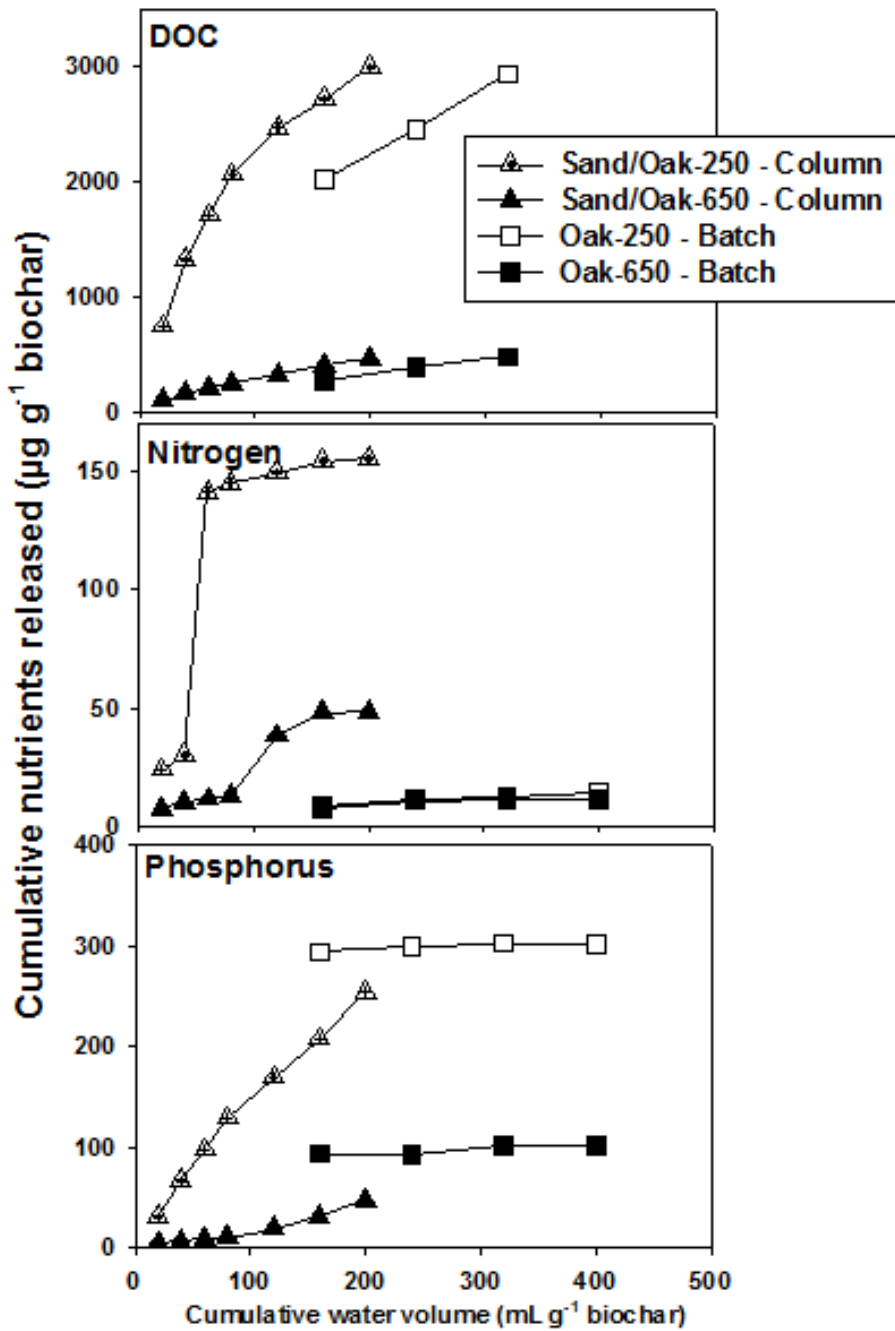 DOC
3000
2000
1000
0
Sand/Oak-250 - Column
Sand/Oak-650 - Column
Oak-250 - Batch
Oak-650 - Batch
Nitrogen
150
100
50
0
Phosphorus
400
300
200
100
0
0 100 200 300 400 500
Cumulative water volume (mL g⁻¹ biochar)
Cumulative nutrients released (µg g⁻¹ biochar)